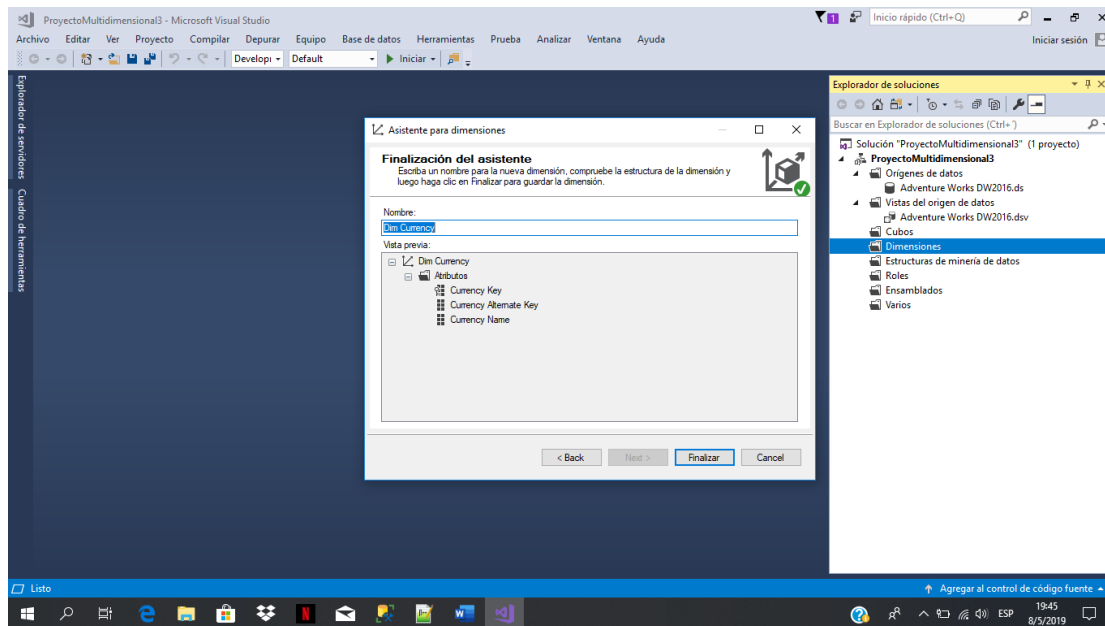 ProyectoMultidimensional3 - Microsoft Visual Studio
1
Inicio rápido (Ctrl+Q)
Archivo Editar Ver Proyecto Compilar Depurar Equipo Base de datos Herramientas Prueba Analizar Ventana Ayuda
Iniciar sesión
Developı Default Iniciar
Explorador de servidores
Cuadro de herramientas
Asistente para dimensiones
Finalización del asistente
Escriba un nombre para la nueva dimensión, compruebe la estructura de la dimensión y
luego haga clic en Finalizar para guardar la dimensión.
Nombre:
Dim Currency
Vista previa:
Dim Currency
Atributos
Currency Key
Currency Alternate Key
Currency Name
< Back Next > Finalizar Cancel
Explorador de soluciones
Buscar en Explorador de soluciones (Ctrl+´)
Solución "ProyectoMultidimensional3" (1 proyecto)
ProyectoMultidimensional3
Orígenes de datos
Adventure Works DW2016.ds
Vistas del origen de datos
Adventure Works DW2016.dsv
Cubos
Dimensiones
Estructuras de minería de datos
Roles
Ensamblados
Varios
Listo
Agregar al control de código fuente
ESP
19:45
8/5/2019